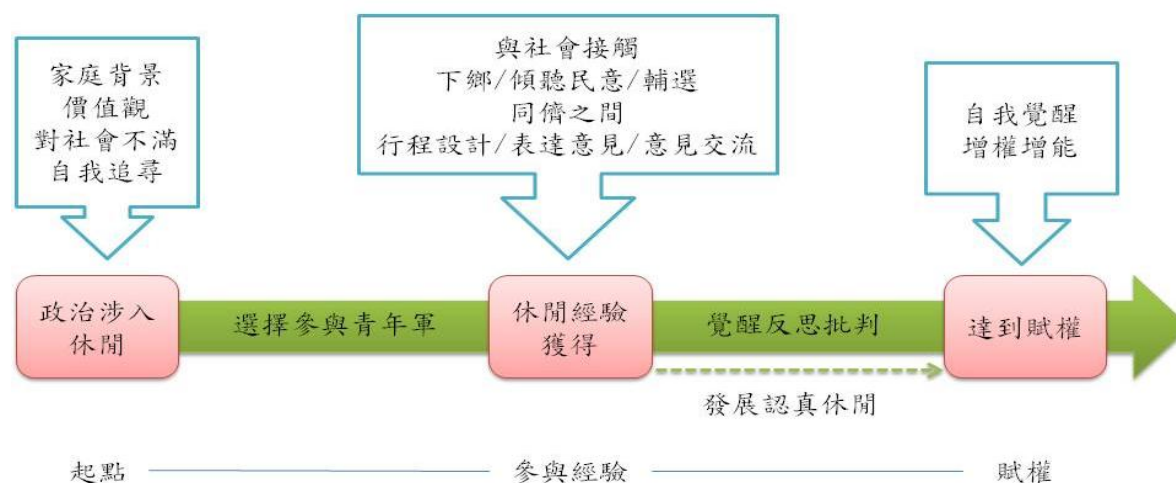 家庭背景
價值觀
對社會不滿
自我追尋
與社會接觸
下鄉/傾聽民意/輔選
同儕之間
行程設計/表達意見/意見交流
自我覺醒
增權增能
政治涉入
休閒
選擇參與青年軍
休閒經驗
獲得
覺醒反思批判
達到賦權
發展認真休閒
起點
參與經驗
賦權